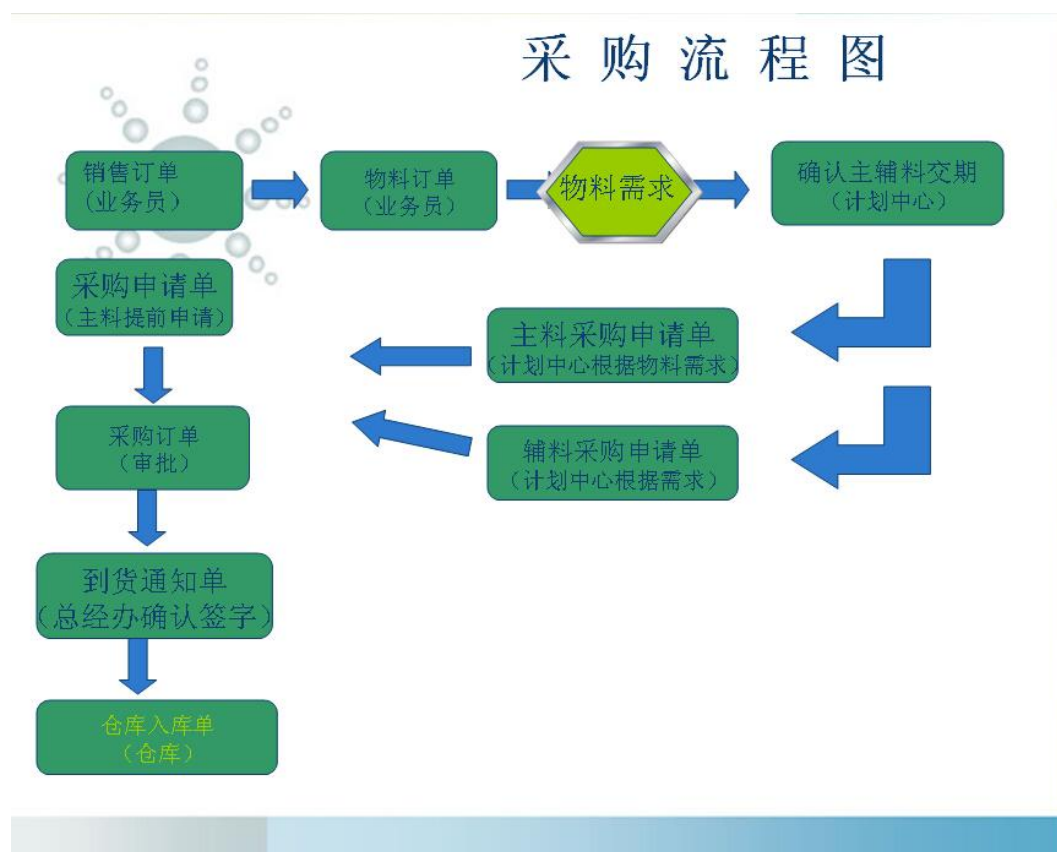 采购流程图
销售订单
(业务员)
物料订单
(业务员)
物料需求
确认主辅料交期
(计划中心)
采购申请单
(主料提前申请)
主料采购申请单
(计划中心根据物料需求)
采购订单
(审批)
辅料采购申请单
(计划中心根据需求)
到货通知单
(总经办确认签字)
仓库入库单
(仓库)